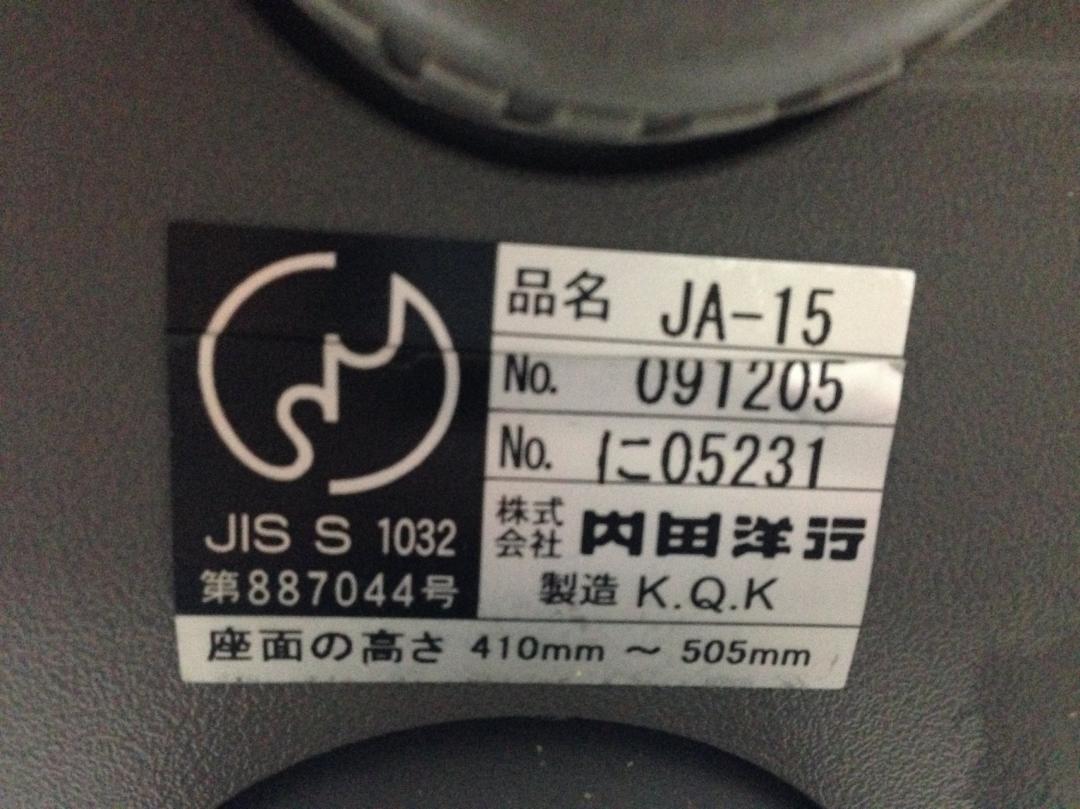 品名 JA-15
No. 091205
No. に05231
JIS S 1032
第887044号
株式会社 内田洋行
製造 K.Q.K
座面の高さ 410mm ~ 505mm